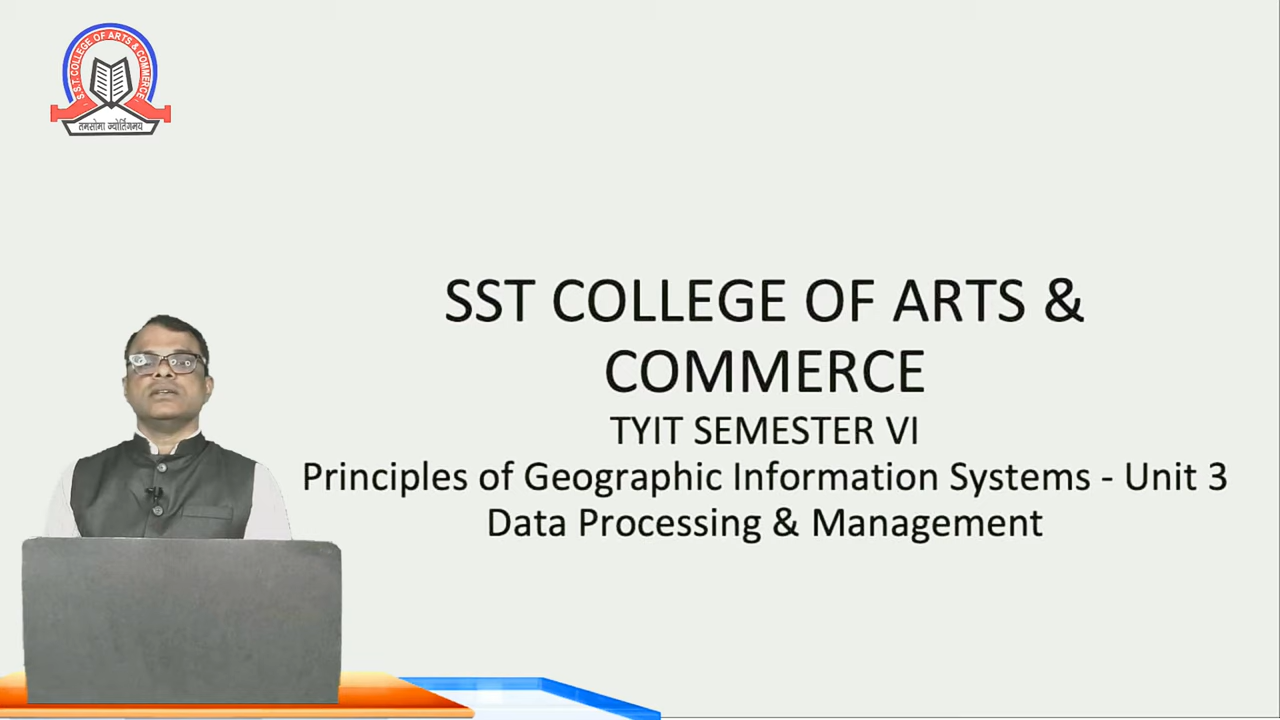 S.S.T. COLLEGE OF ARTS & COMMERCE
तमसोमा ज्योर्तिगमय
SST COLLEGE OF ARTS &
COMMERCE
TYIT SEMESTER VI
Principles of Geographic Information Systems - Unit 3
Data Processing & Management